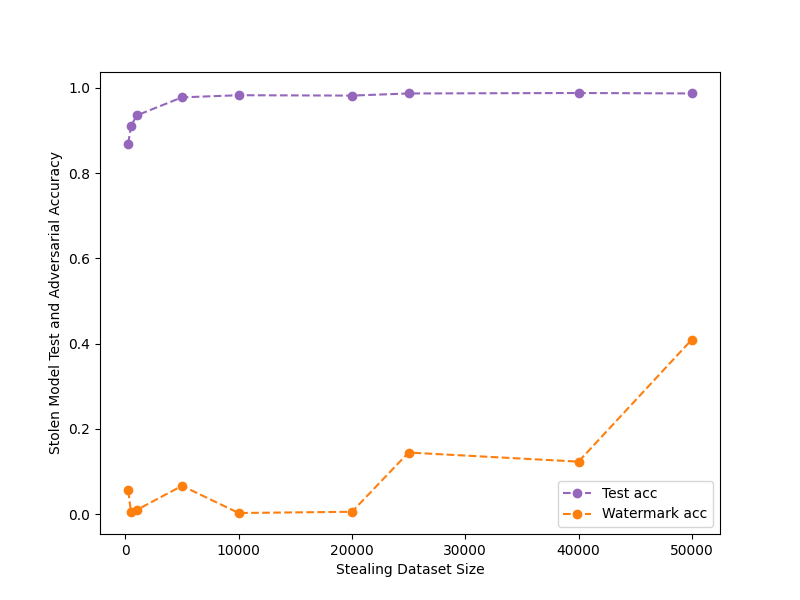 1.0
0.8
0.6
0.4
0.2
0.0
Stolen Model Test and Adversarial Accuracy
Test acc
Watermark acc
0 10000 20000 30000 40000 50000
Stealing Dataset Size